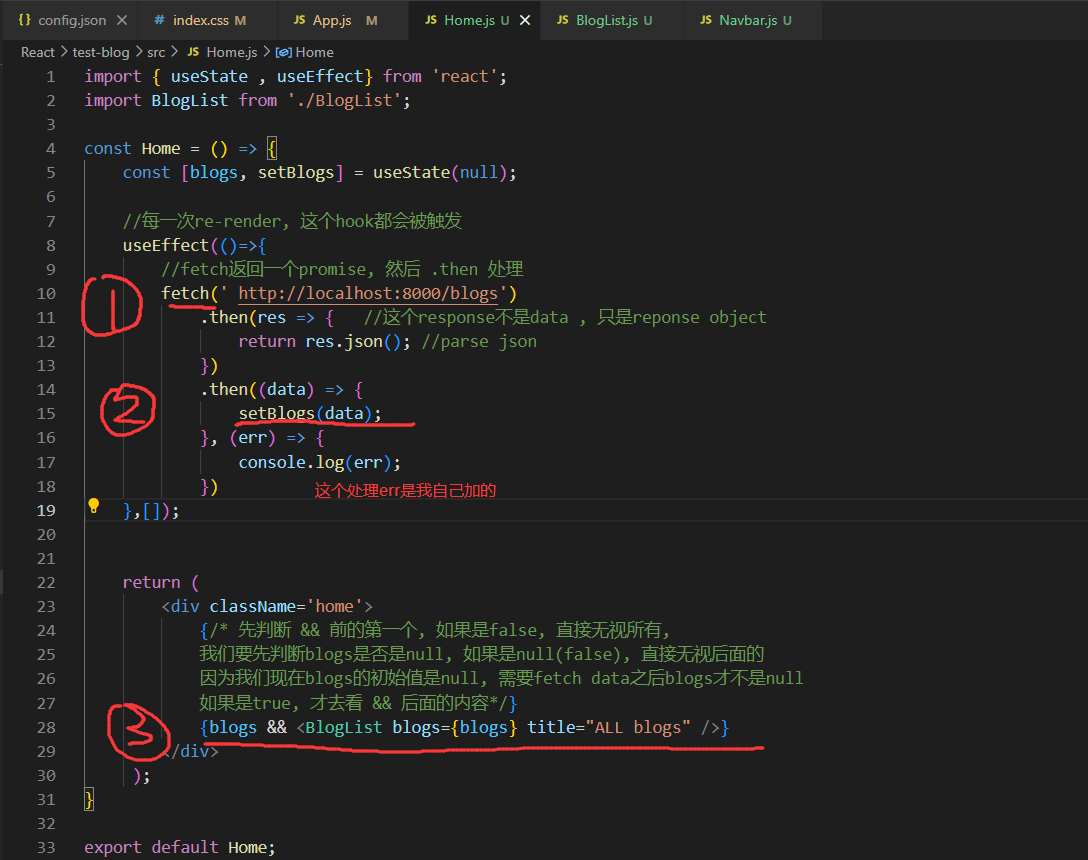 {} config.json ×
# index.css M
JS App.js M
JS Home.js U ×
JS BlogList.js U
JS Navbar.js U
React > test-blog > src > JS Home.js > Home
1 import { useState , useEffect} from 'react';
2 import BlogList from './BlogList';
3
4 const Home = () => {
5 const [blogs, setBlogs] = useState(null);
6
7 //每一次re-render, 这个hook都会被触发
8 useEffect(()=>{
9 //fetch返回一个promise, 然后 .then 处理
10 fetch(' http://localhost:8000/blogs')
11 .then(res => { //这个response不是data , 只是reponse object
12 return res.json(); //parse json
13 })
14 .then((data) => {
15 setBlogs(data);
16 }, (err) => {
17 console.log(err);
18 })
这个处理err是我自己加的
19 },[]);
20
21
22 return (
23 <div className='home'>
24 {/* 先判断 && 前的第一个, 如果是false, 直接无视所有,
25 我们要先判断blogs是否是null, 如果是null(false), 直接无视后面的
26 因为我们现在blogs的初始值是null, 需要fetch data之后blogs才不是null
27 如果是true, 才去看 && 后面的内容*/}
28 {blogs && <BlogList blogs={blogs} title="ALL blogs" />}
29 </div>
30 );
31 }
32
33 export default Home;
1
2
3